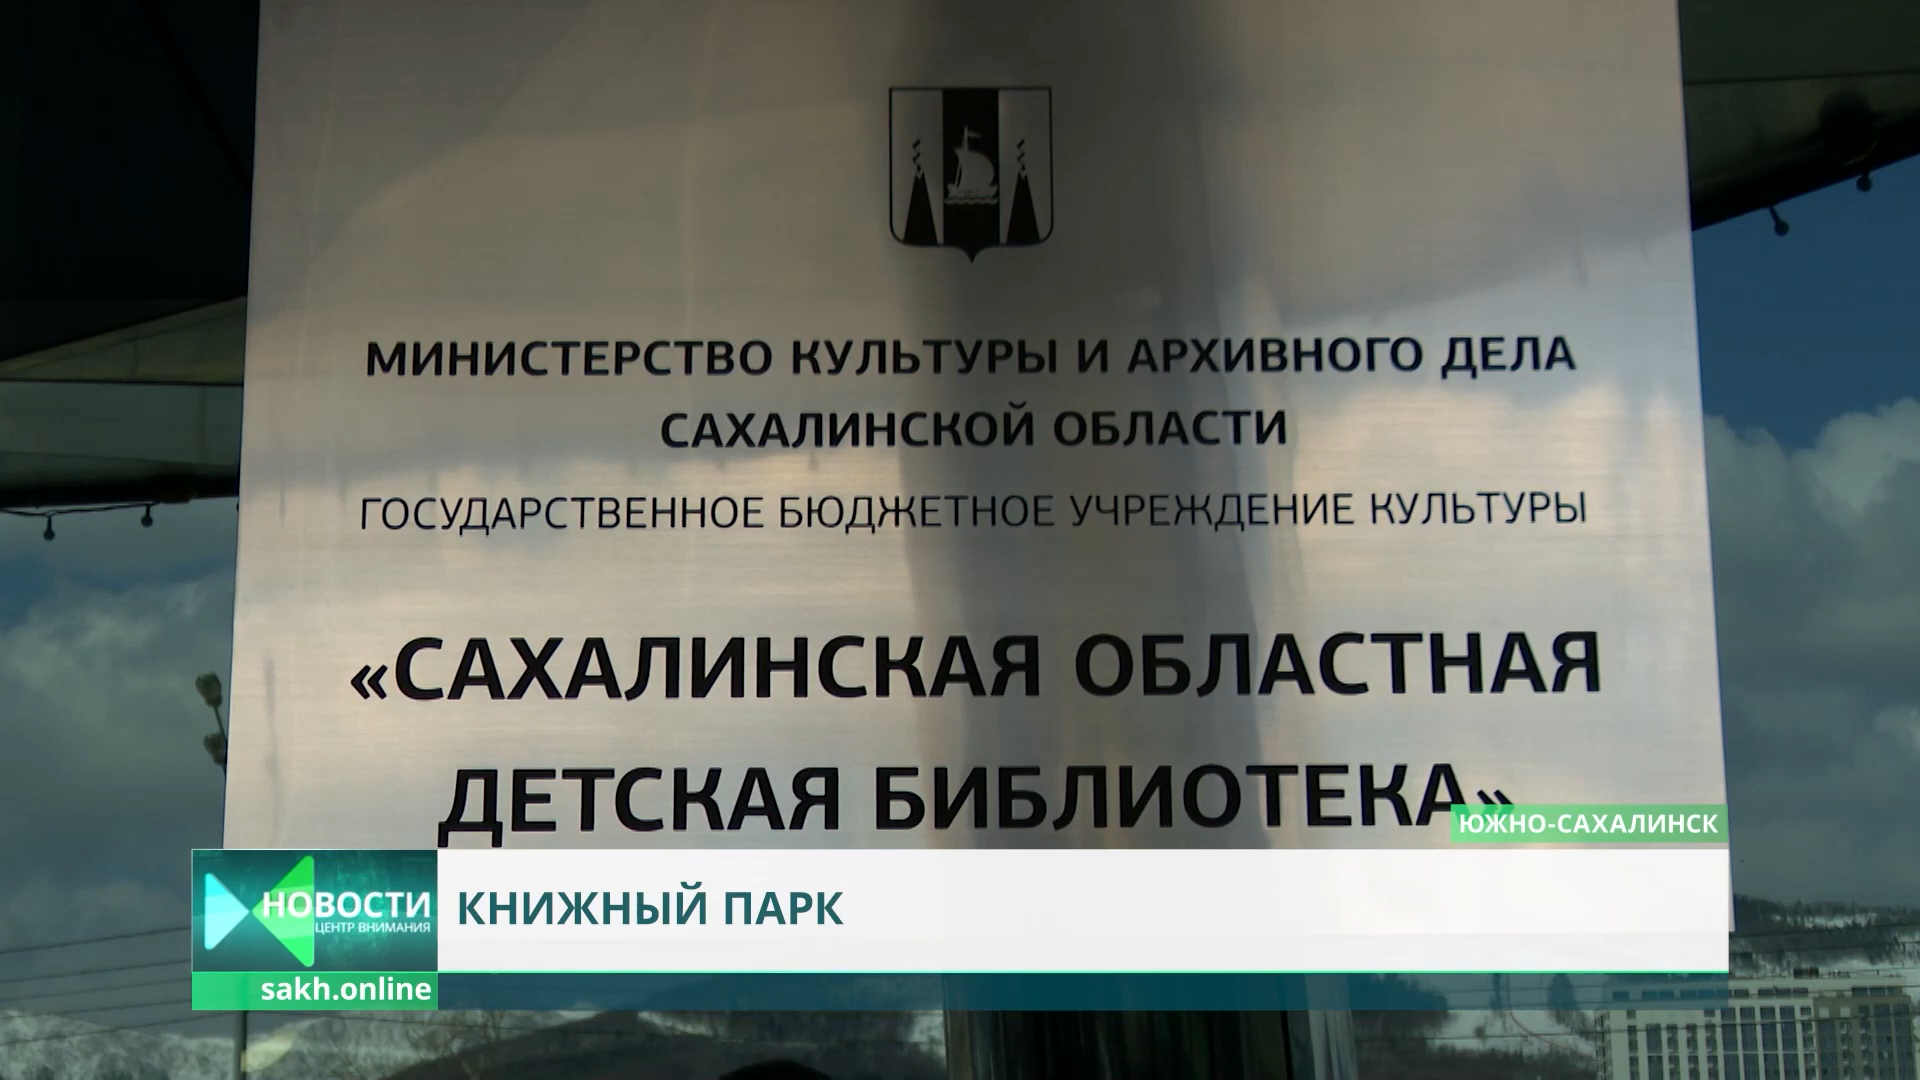 МИНИСТЕРСТВО КУЛЬТУРЫ И АРХИВНОГО ДЕЛА
САХАЛИНСКОЙ ОБЛАСТИ
ГОСУДАРСТВЕННОЕ БЮДЖЕТНОЕ УЧРЕЖДЕНИЕ КУЛЬТУРЫ
«САХАЛИНСКАЯ ОБЛАСТНАЯ
ДЕТСКАЯ БИБЛИОТЕКА»
ЮЖНО-САХАЛИНСК
НОВОСТИ
ЦЕНТР ВНИМАНИЯ
КНИЖНЫЙ ПАРК
sakh.online